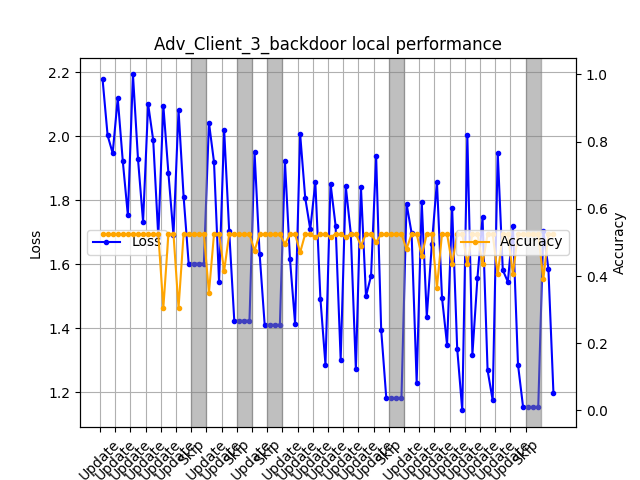 Adv_Client_3_backdoor local performance
2.2
2.0
1.8
1.6
1.4
1.2
Loss
Loss
Accuracy
1.0
0.8
0.6
0.4
0.2
0.0
Accuracy
Update
Update
Update
Update
Update
Update
Skip
Update
Update
Skip
Update
Skip
Update
Update
Update
Update
Update
Update
Update
Skip
Update
Update
Update
Update
Update
Update
Update
Update
Skip